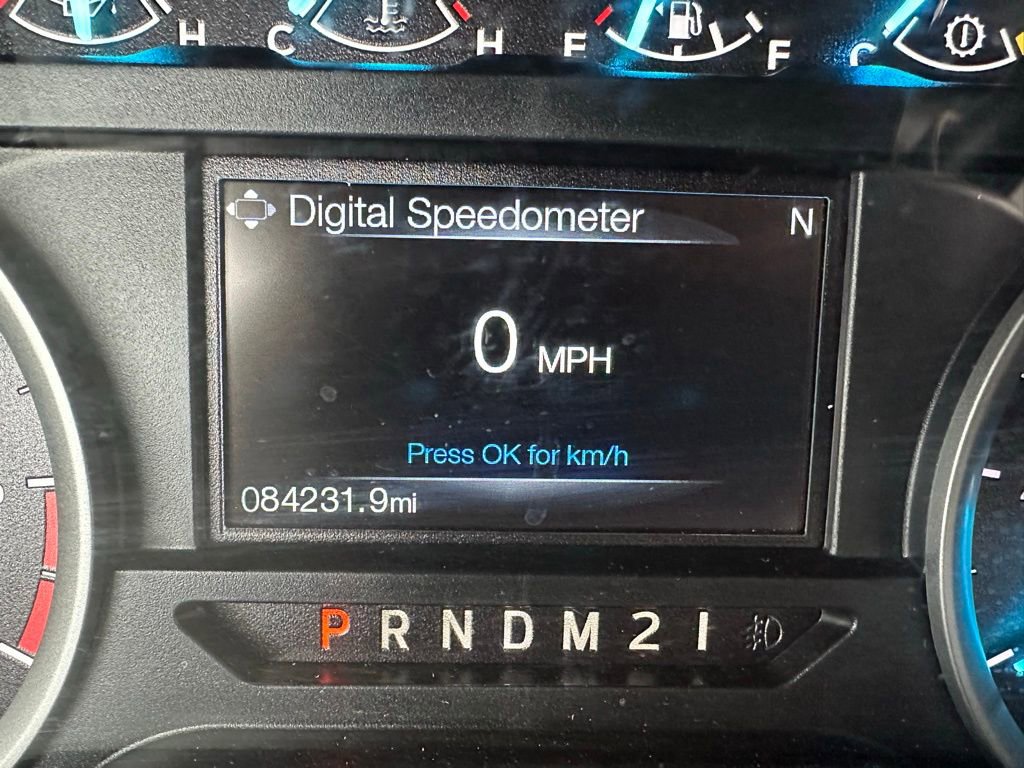 H C H E F C
Digital Speedometer N
0 MPH
Press OK for km/h
084231.9mi
P R N D M 2 1